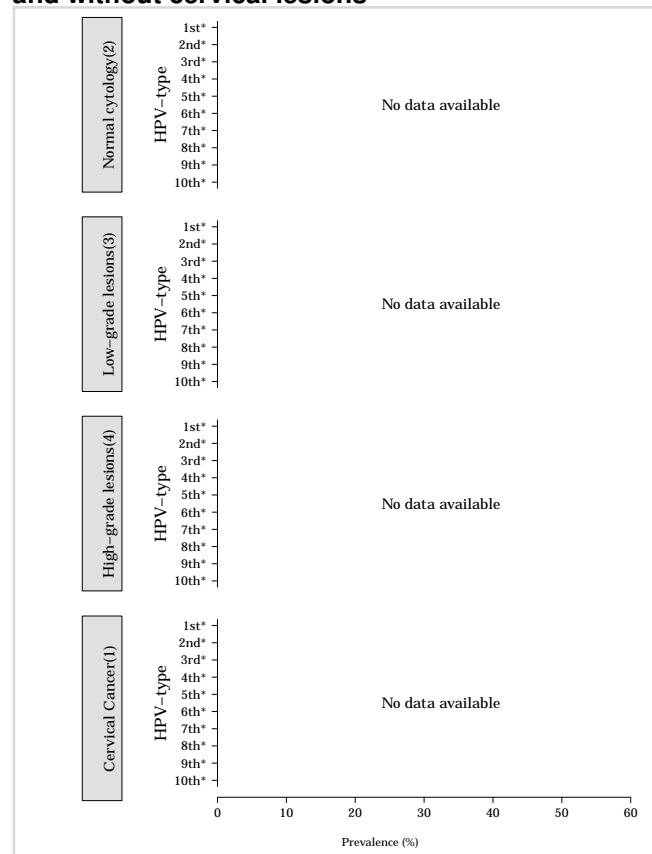 and without cervical lesions
Normal cytology(2)
HPV−type
1st*
2nd*
3rd*
4th*
5th*
6th*
7th*
8th*
9th*
10th*
No data available
Low−grade lesions(3)
HPV−type
1st*
2nd*
3rd*
4th*
5th*
6th*
7th*
8th*
9th*
10th*
No data available
High−grade lesions(4)
HPV−type
1st*
2nd*
3rd*
4th*
5th*
6th*
7th*
8th*
9th*
10th*
No data available
Cervical Cancer(1)
HPV−type
1st*
2nd*
3rd*
4th*
5th*
6th*
7th*
8th*
9th*
10th*
No data available
0 10 20 30 40 50 60
Prevalence (%)